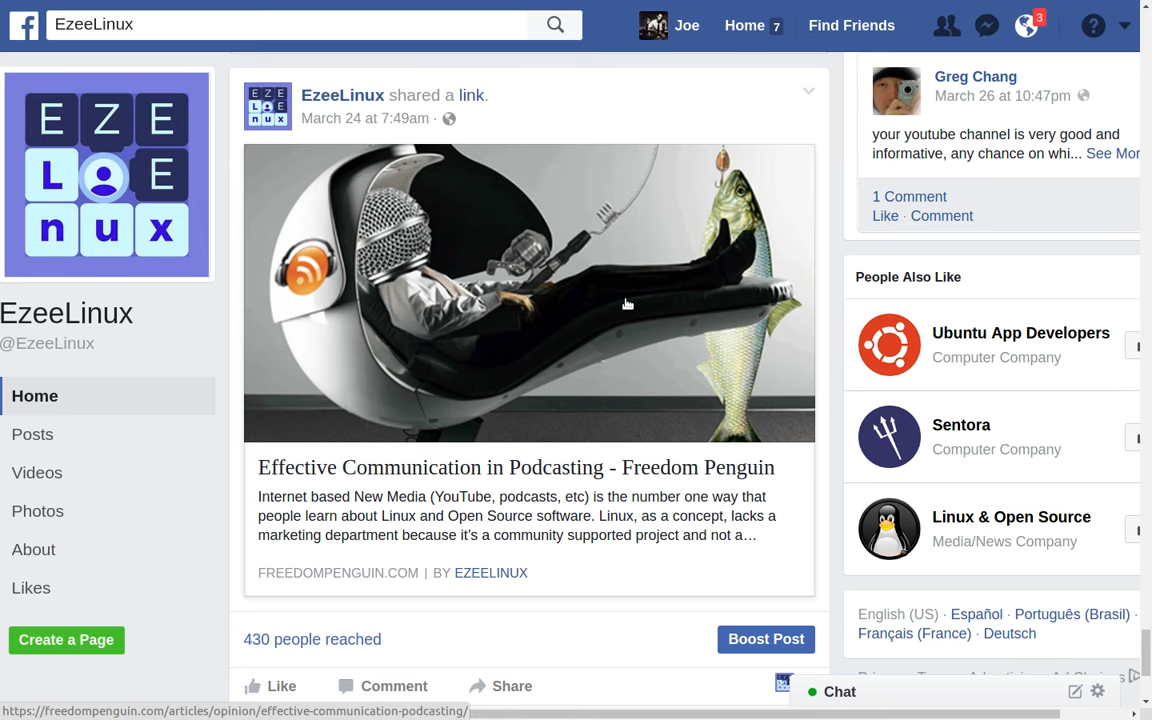 EzeeLinux
Joe
Home 7
Find Friends
3
E Z E
L E
n u x
EzeeLinux
@EzeeLinux
Home
Posts
Videos
Photos
About
Likes
Create a Page
E Z E
L E
n u x
EzeeLinux shared a link.
March 24 at 7:49am ·
Effective Communication in Podcasting - Freedom Penguin
Internet based New Media (YouTube, podcasts, etc) is the number one way that
people learn about Linux and Open Source software. Linux, as a concept, lacks a
marketing department because it’s a community supported project and not a…
FREEDOMPENGUIN.COM | BY EZEELINUX
430 people reached
Boost Post
Like
Comment
Share
Greg Chang
March 26 at 10:47pm
your youtube channel is very good and
informative, any chance on whi... See Mor
1 Comment
Like · Comment
People Also Like
Ubuntu App Developers
Computer Company
Sentora
Computer Company
Linux & Open Source
Media/News Company
English (US) · Español · Português (Brasil) ·
Français (France) · Deutsch
Chat
https://freedompenguin.com/articles/opinion/effective-communication-podcasting/